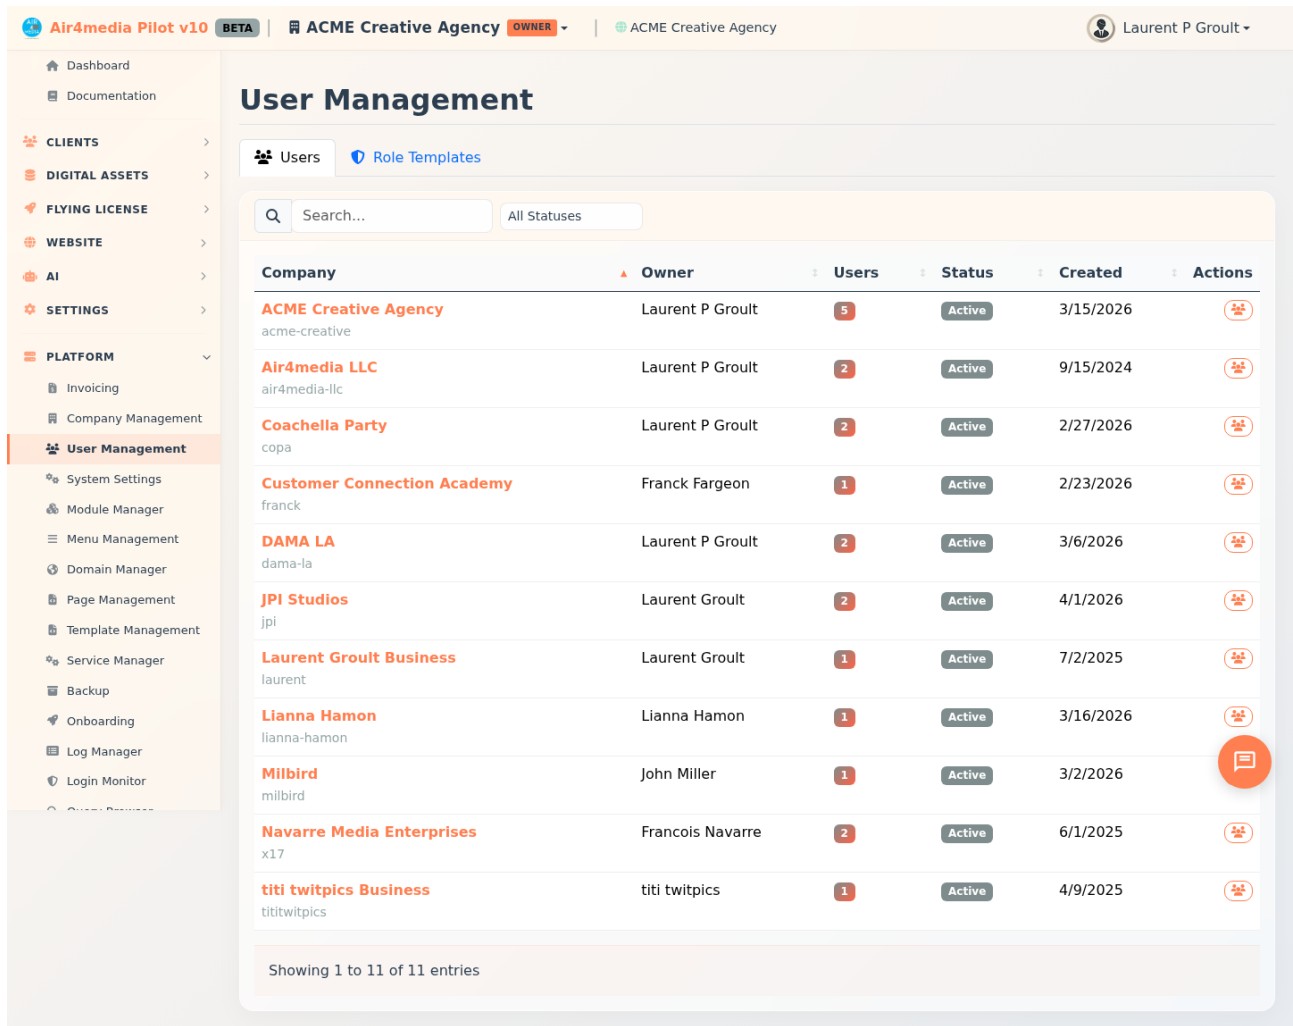 Air4media Pilot v10 BETA | ACME Creative Agency OWNER | ACME Creative Agency Laurent P Groult
Dashboard
Documentation
CLIENTS
DIGITAL ASSETS
FLYING LICENSE
WEBSITE
AI
SETTINGS
PLATFORM
Invoicing
Company Management
User Management
System Settings
Module Manager
Menu Management
Domain Manager
Page Management
Template Management
Service Manager
Backup
Onboarding
Log Manager
Login Monitor
Query Browser
User Management
Users Role Templates
Search... All Statuses
Company Owner Users Status Created Actions
ACME Creative Agency Laurent P Groult 5 Active 3/15/2026
acme-creative
Air4media LLC Laurent P Groult 2 Active 9/15/2024
air4media-llc
Coachella Party Laurent P Groult 2 Active 2/27/2026
copa
Customer Connection Academy Franck Fargeon 1 Active 2/23/2026
franck
DAMA LA Laurent P Groult 2 Active 3/6/2026
dama-la
JPI Studios Laurent Groult 2 Active 4/1/2026
jpi
Laurent Groult Business Laurent Groult 1 Active 7/2/2025
laurent
Lianna Hamon Lianna Hamon 1 Active 3/16/2026
lianna-hamon
Milbird John Miller 1 Active 3/2/2026
milbird
Navarre Media Enterprises Francois Navarre 2 Active 6/1/2025
x17
titi twitpics Business titi twitpics 1 Active 4/9/2025
tititwitpics
Showing 1 to 11 of 11 entries